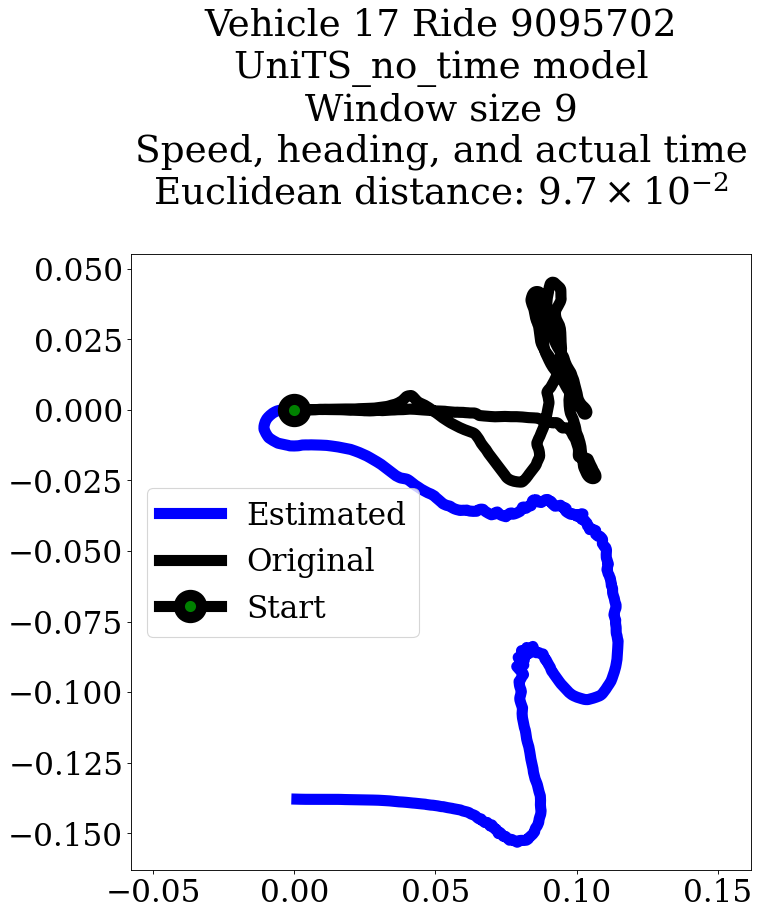 Vehicle 17 Ride 9095702
UniTS_no_time model
Window size 9
Speed, heading, and actual time
Euclidean distance: 9.7 × 10⁻²
0.050
0.025
0.000
−0.025
−0.050
−0.075
−0.100
−0.125
−0.150
Estimated
Original
Start
−0.05 0.00 0.05 0.10 0.15